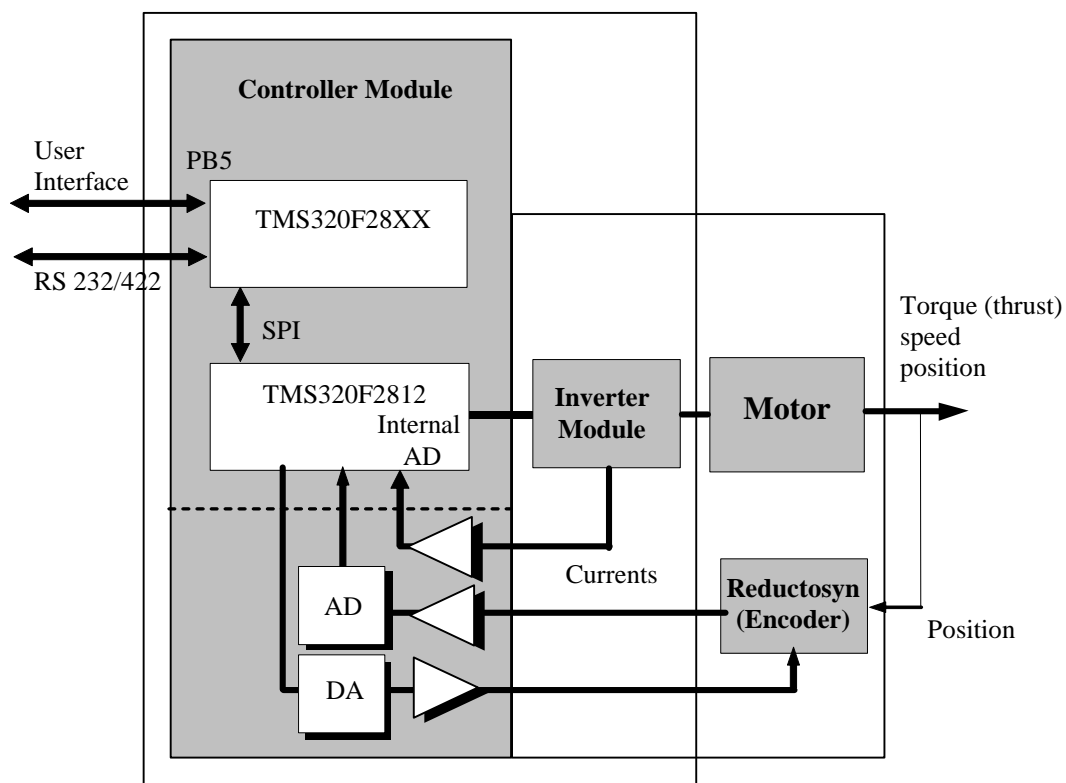 Controller Module
User
Interface
PB5
TMS320F28XX
RS 232/422
SPI
Torque (thrust)
speed
position
TMS320F2812
Internal
AD
Inverter
Module
Motor
Currents
AD
Reductosyn
(Encoder)
Position
DA